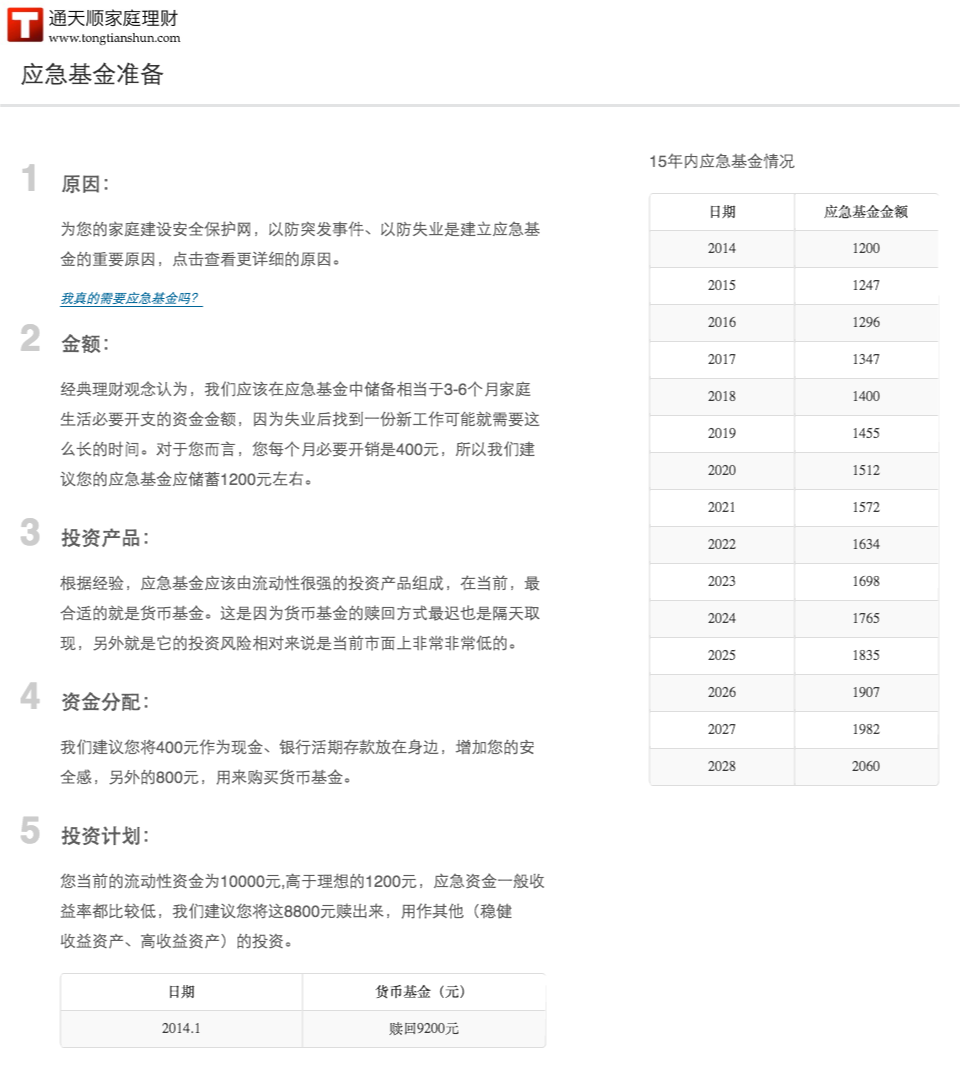 T 通天顺家庭理财
www.tongtianshun.com
应急基金准备
1 原因：
为您的家庭建设安全保护网，以防突发事件、以防失业是建立应急基
金的重要原因，点击查看更详细的原因。
我真的需要应急基金吗？
2 金额：
经典理财观念认为，我们应该在应急基金中储备相当于3-6个月家庭
生活必要开支的资金金额，因为失业后找到一份新工作可能就需要这
么长的时间。对于您而言，您每个月必要开销是400元，所以我们建
议您的应急基金应储蓄1200元左右。
3 投资产品：
根据经验，应急基金应该由流动性很强的投资产品组成，在当前，最
合适的就是货币基金。这是因为货币基金的赎回方式最迟也是隔天取
现，另外就是它的投资风险相对来说是当前市面上非常非常低的。
4 资金分配：
我们建议您将400元作为现金、银行活期存款放在身边，增加您的安
全感，另外的800元，用来购买货币基金。
5 投资计划：
您当前的流动性资金为10000元,高于理想的1200元，应急资金一般收
益率都比较低，我们建议您将这8800元赎出来，用作其他（稳健
收益资产、高收益资产）的投资。
日期 货币基金（元）
2014.1 赎回9200元
15年内应急基金情况
日期 应急基金金额
2014 1200
2015 1247
2016 1296
2017 1347
2018 1400
2019 1455
2020 1512
2021 1572
2022 1634
2023 1698
2024 1765
2025 1835
2026 1907
2027 1982
2028 2060